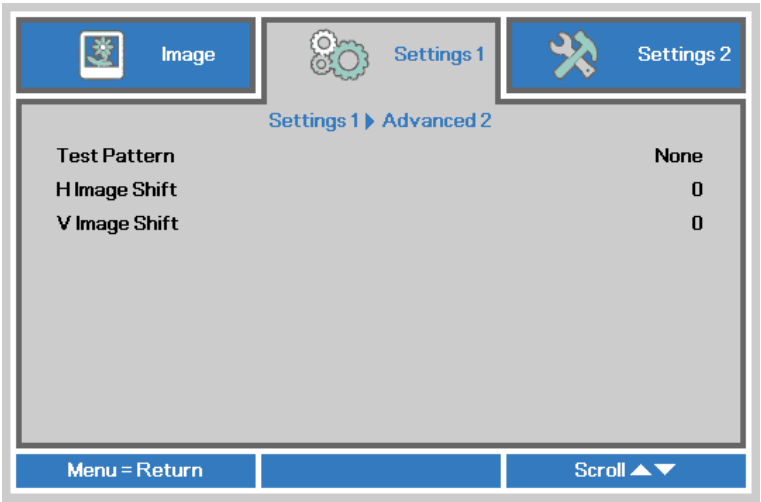 Image Settings 1 Settings 2
Settings 1 ▶ Advanced 2
Test Pattern None
H Image Shift 0
V Image Shift 0
Menu = Return Scroll ▲▼